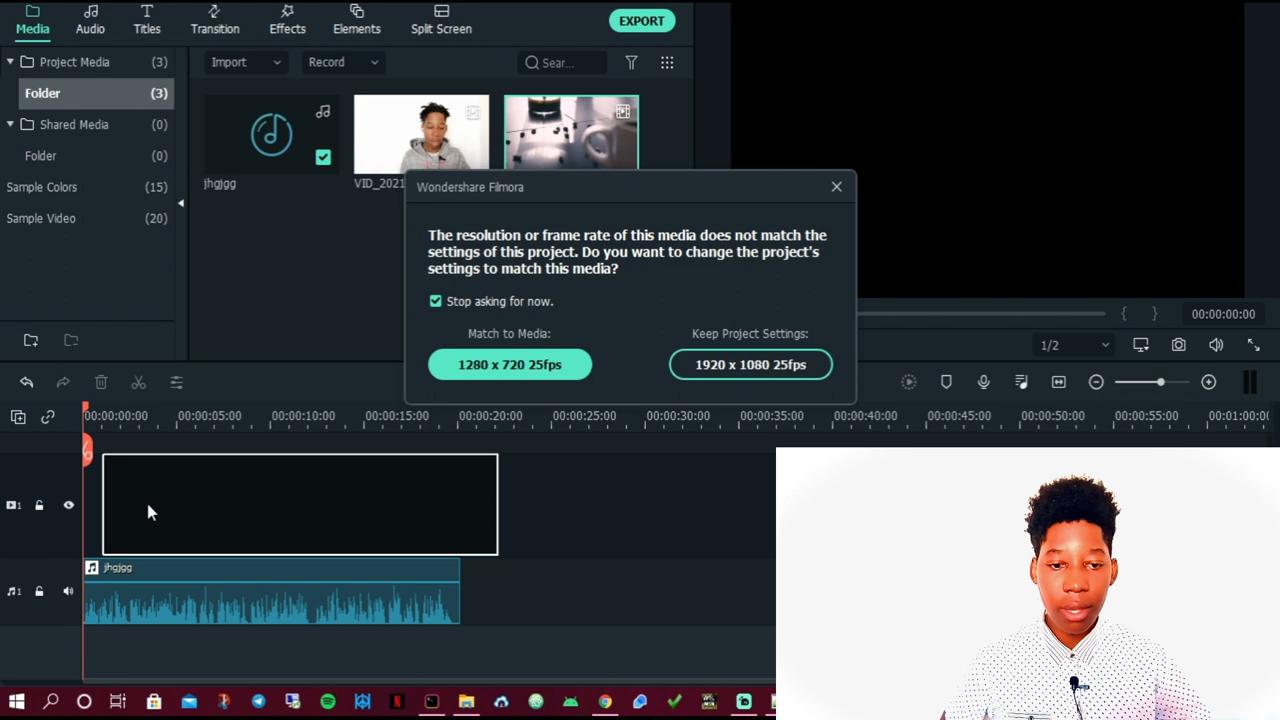 Media
Audio
Titles
Transition
Effects
Elements
Split Screen
EXPORT
Project Media (3)
Folder (3)
Shared Media (0)
Folder (0)
Sample Colors (15)
Sample Video (20)
Import
Record
Sear...
jhgjgg
VID_2021
Wondershare Filmora
The resolution or frame rate of this media does not match the
settings of this project. Do you want to change the project's
settings to match this media?
Stop asking for now.
Match to Media:
Keep Project Settings:
1280 x 720 25fps
1920 x 1080 25fps
00:00:00:00
1/2
00:00:00:00
00:00:05:00
00:00:10:00
00:00:15:00
00:00:20:00
00:00:25:00
00:00:30:00
00:00:35:00
00:00:40:00
00:00:45:00
00:00:50:00
00:00:55:00
00:01:00:0
1
jhgjgg
1